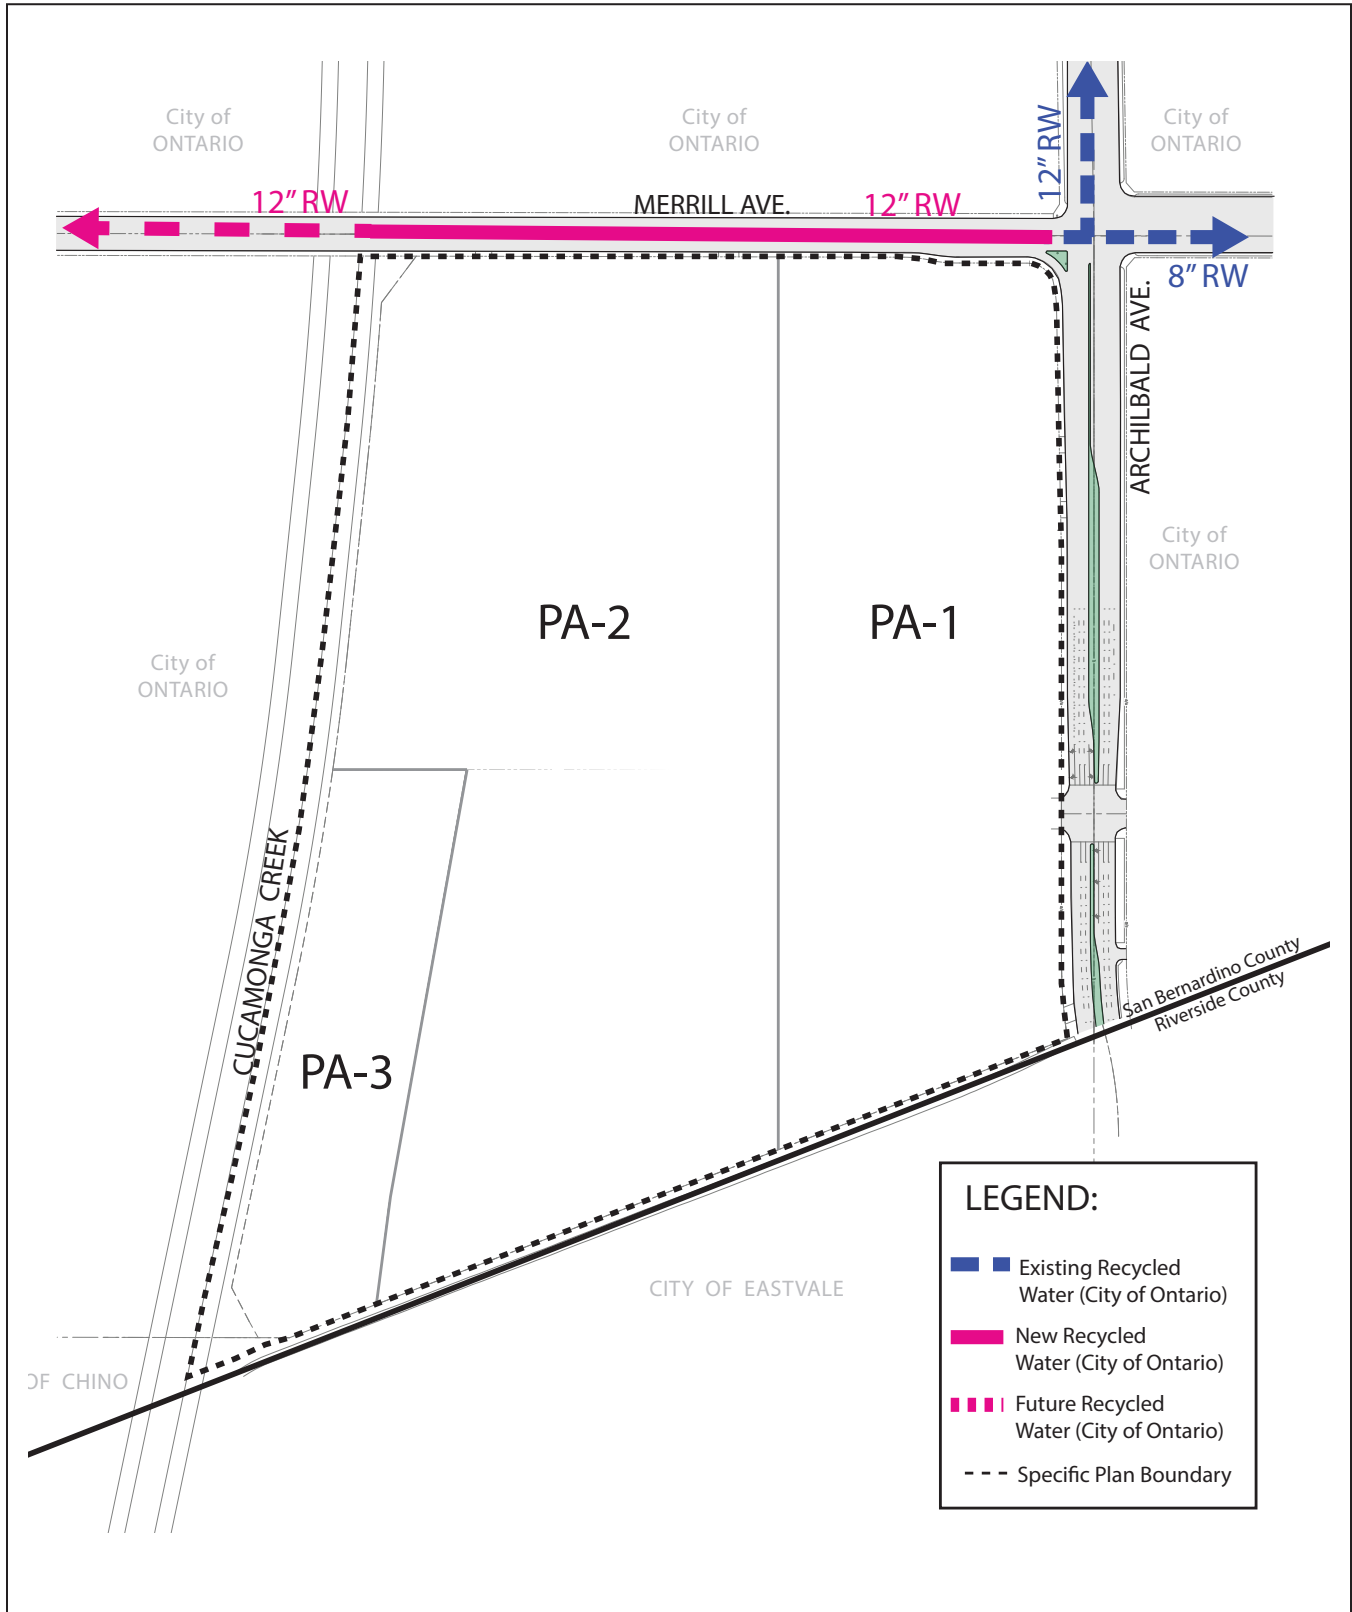 City of
ONTARIO
City of
ONTARIO
City of
ONTARIO
12" RW
12" RW
MERRILL AVE.
12" RW
8" RW
ARCHILBALD AVE.
City of
ONTARIO
PA-2
PA-1
City of
ONTARIO
CUCAMONGA CREEK
San Bernardino County
Riverside County
PA-3
CITY OF EASTVALE
OF CHINO
LEGEND:
Existing Recycled
Water (City of Ontario)
New Recycled
Water (City of Ontario)
Future Recycled
Water (City of Ontario)
Specific Plan Boundary